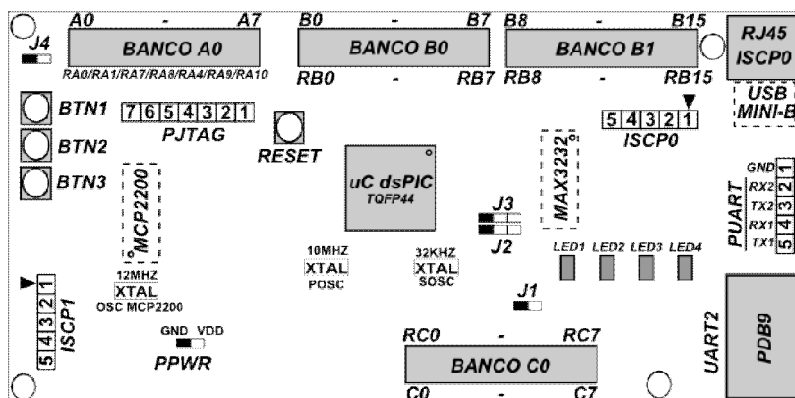 A0 - A7
B0 - B7
B8 - B15
J4
BANCO A0
BANCO B0
BANCO B1
RJ45
ISCP0
RA0/RA1/RA7/RA8/RA4/RA9/RA10
RB0 - RB7
RB8 - RB15
USB
MINI-B
BTN1
7 6 5 4 3 2 1
PJTAG
RESET
5 4 3 2 1
ISCP0
BTN2
BTN3
MCP2200
uC dsPIC
TQFP44
MAX3232
J3
J2
PUART
GND 1
RX2 2
TX2 3
RX1 4
TX1 5
LED1 LED2 LED3 LED4
10MHZ
XTAL
POSC
32KHZ
XTAL
SOSC
12MHZ
XTAL
OSC MCP2200
1 2 3 4 5
ISCP1
GND VDD
PPWR
J1
RC0 - RC7
BANCO C0
C0 - C7
UART2
PDB9